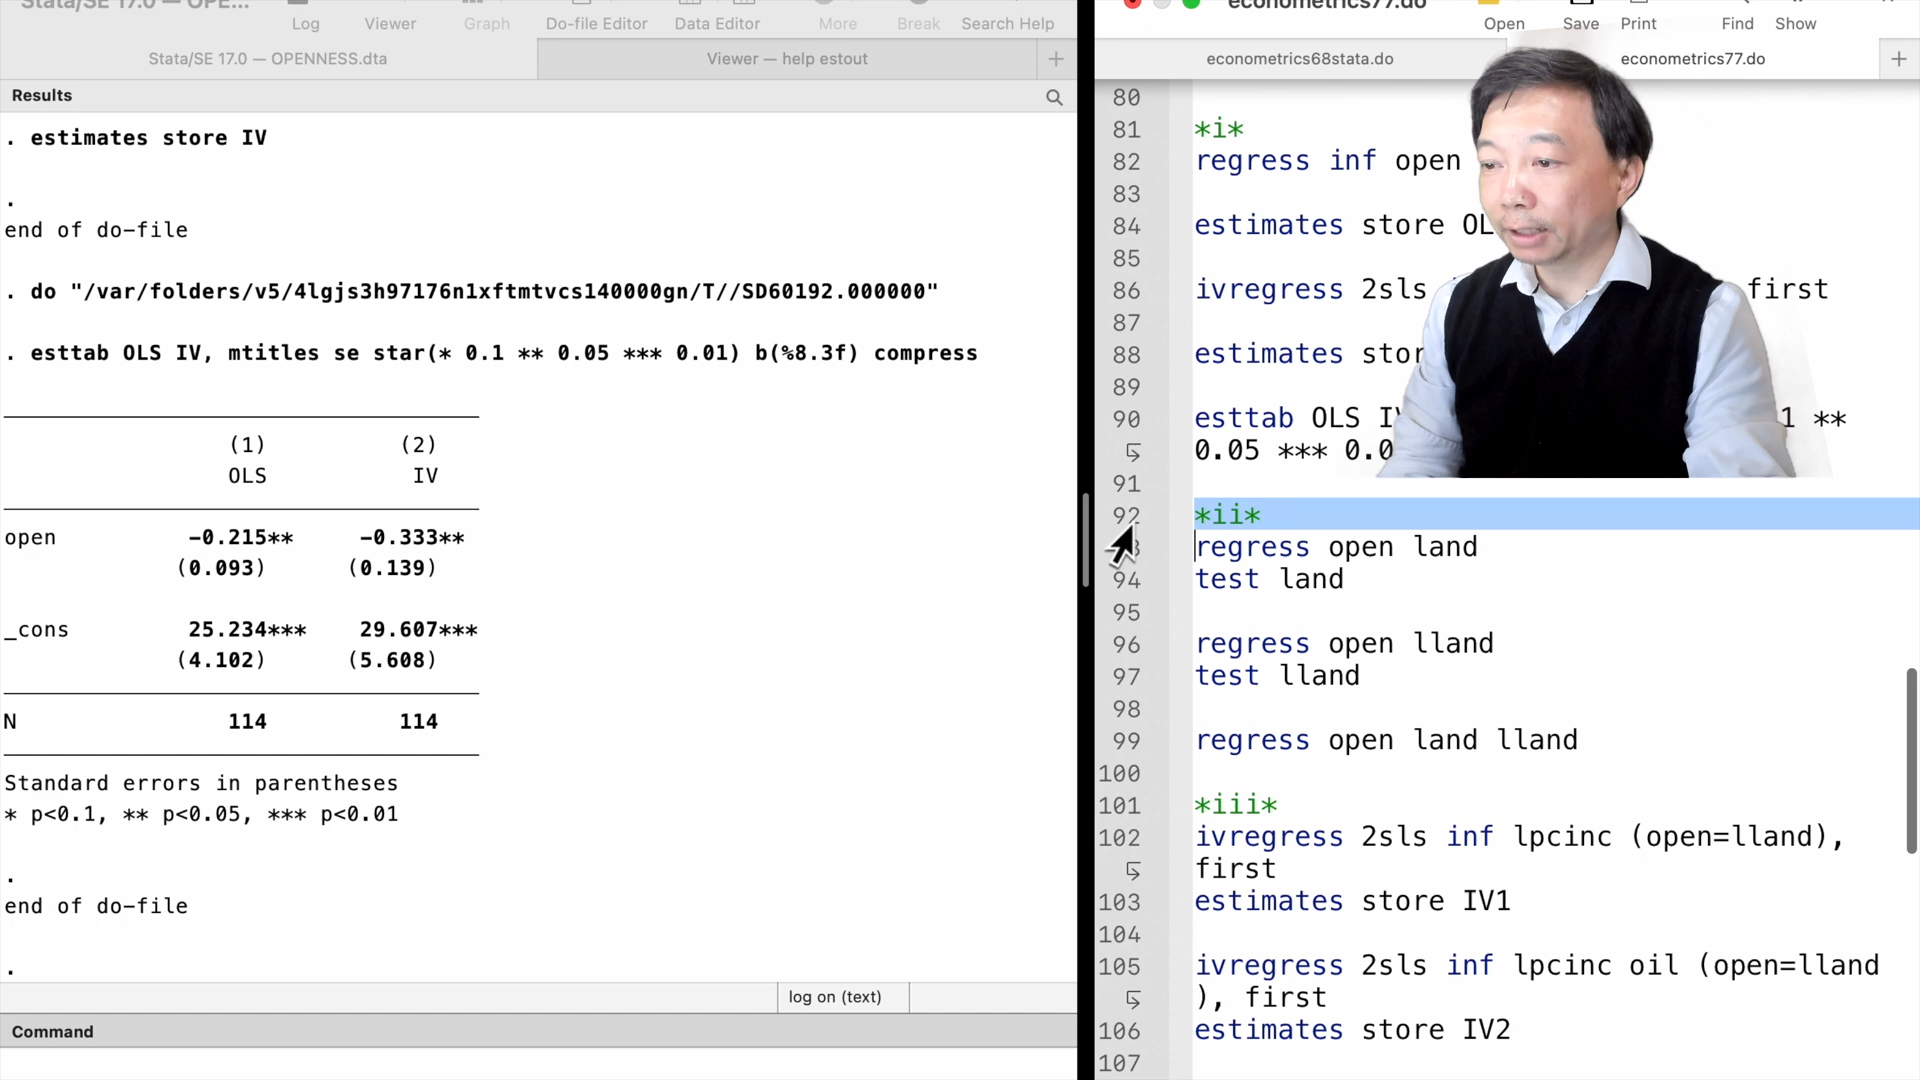 Stata/SE 17.0 — OPE...
Log Viewer Graph Do-file Editor Data Editor More Break Search Help
Stata/SE 17.0 — OPENNESS.dta
Viewer — help estout
Results
. estimates store IV
.
end of do-file
. do "/var/folders/v5/4lgjs3h97176n1xftmtvcs140000gn/T//SD60192.000000"
. esttab OLS IV, mtitles se star(* 0.1 ** 0.05 *** 0.01) b(%8.3f) compress
(1) (2)
OLS IV
open -0.215** -0.333**
(0.093) (0.139)
_cons 25.234*** 29.607***
(4.102) (5.608)
N 114 114
Standard errors in parentheses
* p<0.1, ** p<0.05, *** p<0.01
.
end of do-file
.
log on (text)
Command
econometrics77.do
Open Save Print Find Show
econometrics68stata.do
econometrics77.do
80
81 *i*
82 regress inf open
83
84 estimates store OL
85
86 ivregress 2sls first
87
88 estimates stor
89
90 esttab OLS 1 **
0.05 *** 0.0
91
92 *ii*
regress open land
94 test land
95
96 regress open lland
97 test lland
98
99 regress open land lland
100
101 *iii*
102 ivregress 2sls inf lpcinc (open=lland),
first
103 estimates store IV1
104
105 ivregress 2sls inf lpcinc oil (open=lland
), first
106 estimates store IV2
107